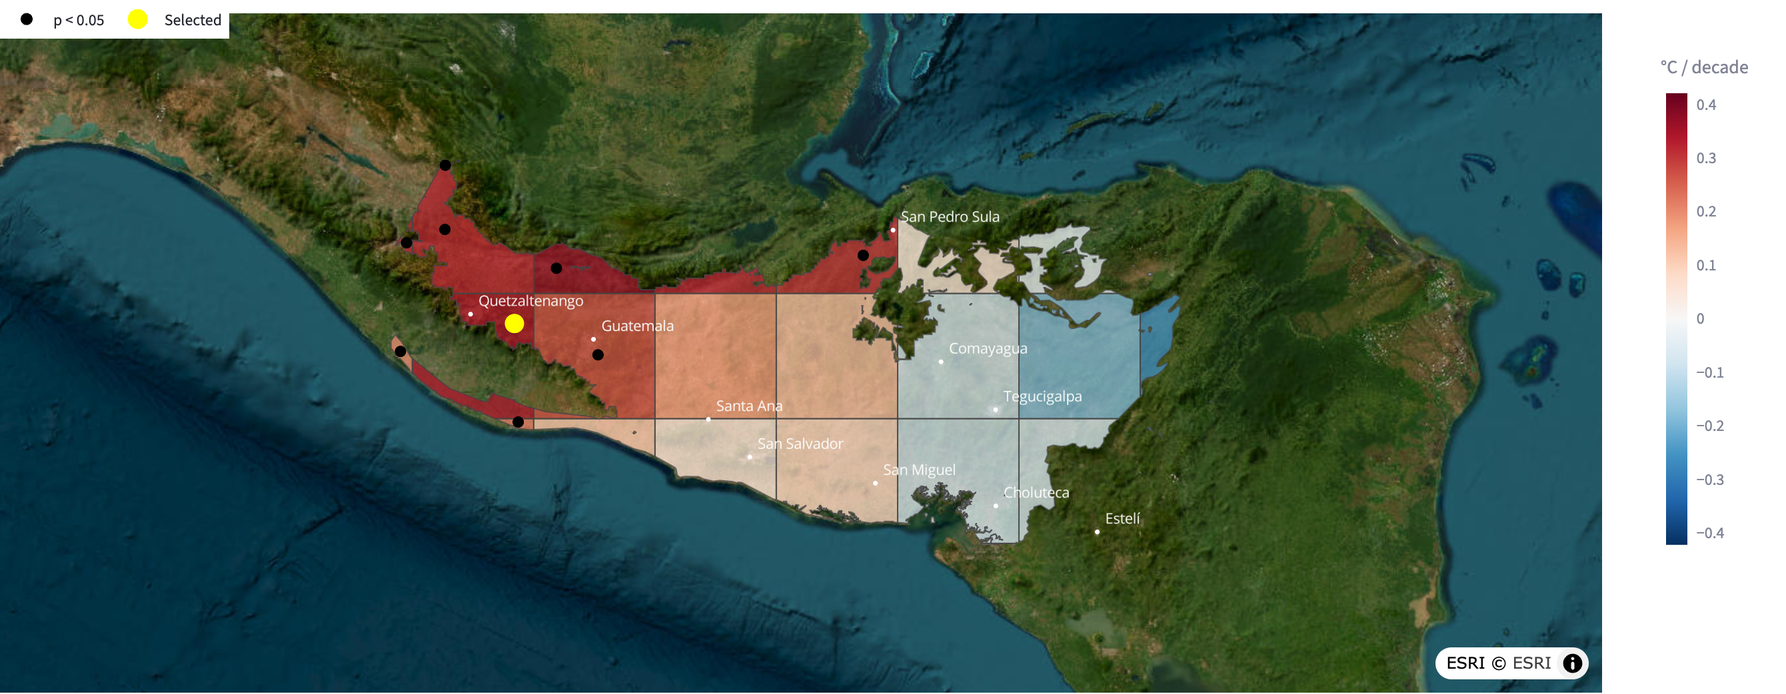 p < 0.05
Selected
°C / decade
0.4
0.3
0.2
0.1
0
−0.1
−0.2
−0.3
−0.4
San Pedro Sula
Quetzaltenango
Guatemala
Comayagua
Tegucigalpa
Santa Ana
San Salvador
San Miguel
Choluteca
Estelí
ESRI © ESRI